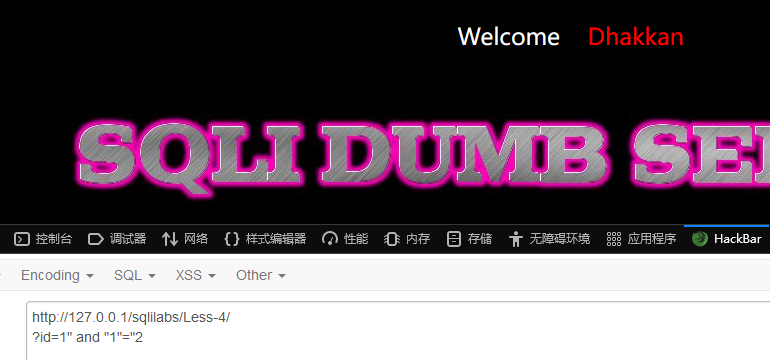 Welcome Dhakkan
SQLI DUMB SE
控制台 调试器 网络 样式编辑器 性能 内存 存储 无障碍环境 应用程序 HackBar
Encoding SQL XSS Other
http://127.0.0.1/sqlilabs/Less-4/
?id=1" and "1"="2